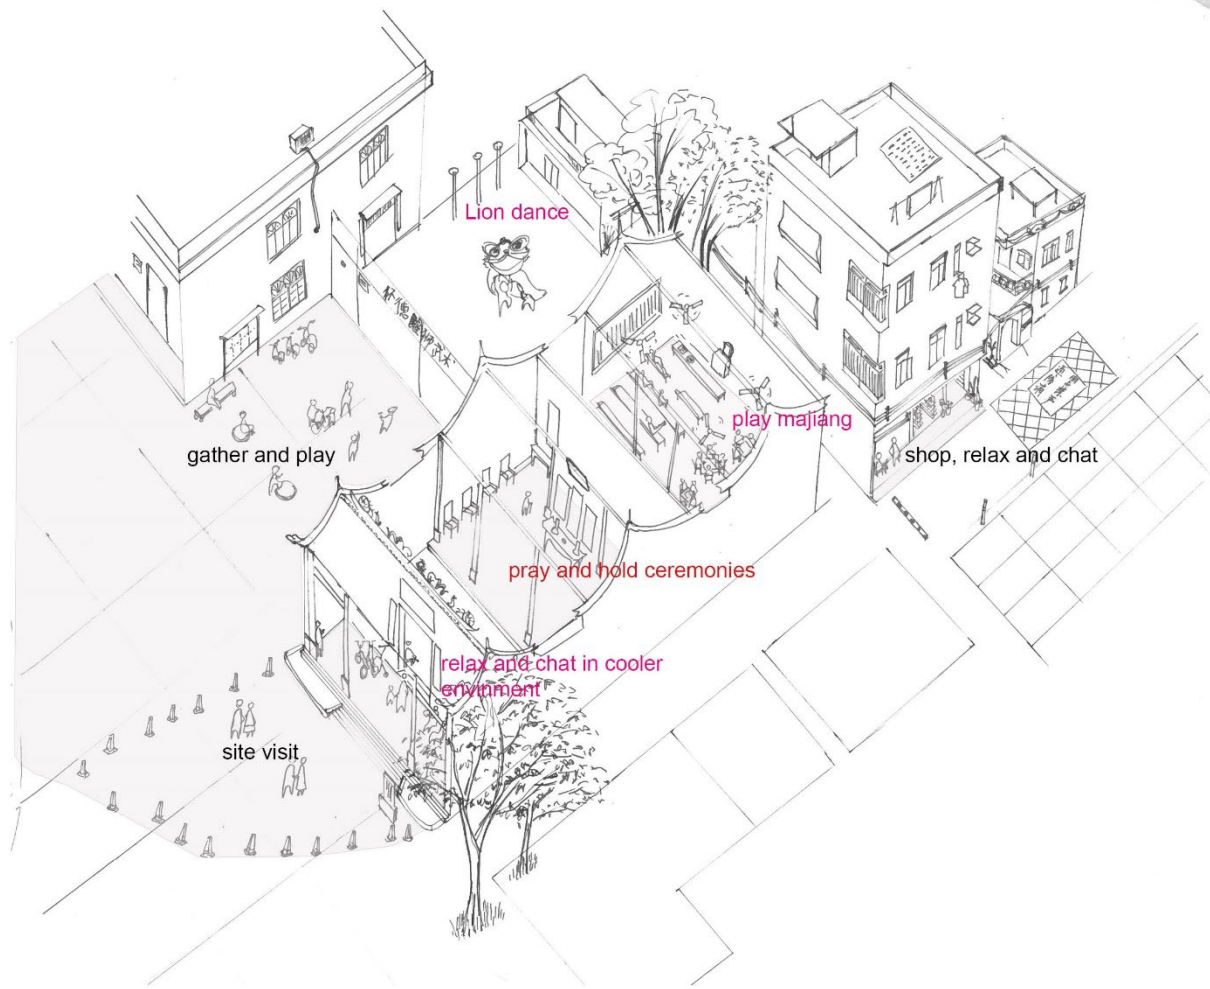 Lion dance
play majiang
gather and play
shop, relax and chat
pray and hold ceremonies
relax and chat in cooler
envinment
site visit